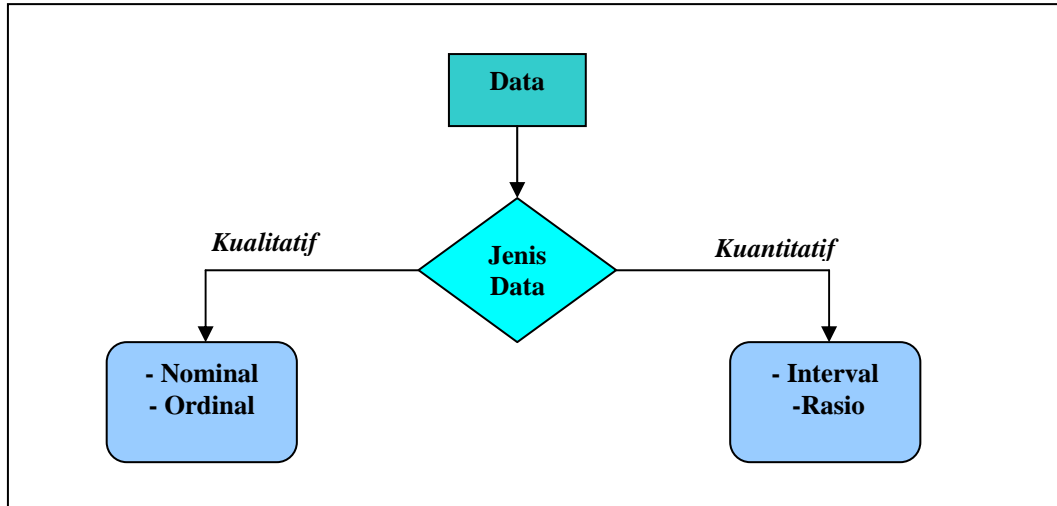 Data
Kualitatif
Jenis
Data
Kuantitatif
- Nominal
- Ordinal
- Interval
-Rasio